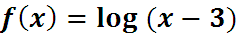 f(x) = log (x − 3)